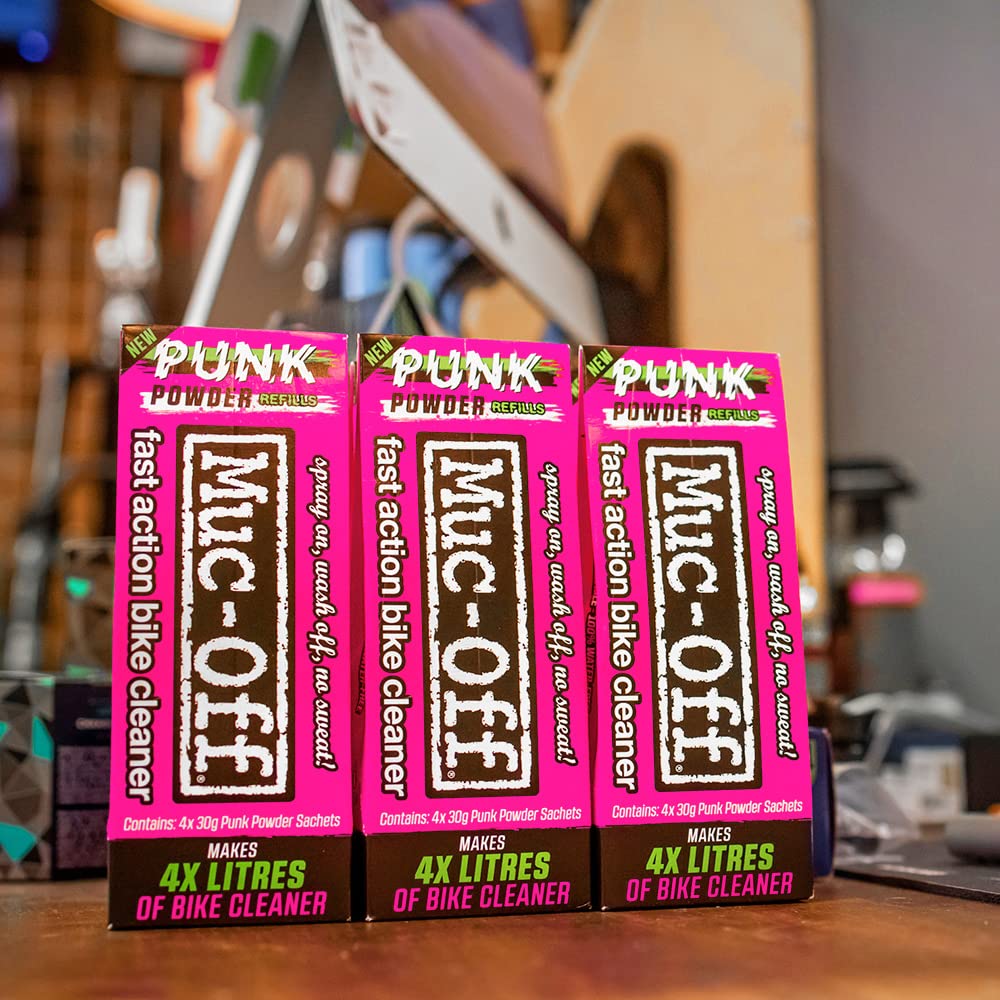 NEW
PUNK
POWDER REFILLS
fast action bike cleaner
Muc-Off®
spray on, wash off, no sweat!
Contains: 4x 30g Punk Powder Sachets
MAKES
4X LITRES
OF BIKE CLEANER
NEW
PUNK
POWDER REFILLS
fast action bike cleaner
Muc-Off®
spray on, wash off, no sweat!
Contains: 4x 30g Punk Powder Sachets
MAKES
4X LITRES
OF BIKE CLEANER
NEW
PUNK
POWDER REFILLS
fast action bike cleaner
Muc-Off®
spray on, wash off, no sweat!
Contains: 4x 30g Punk Powder Sachets
MAKES
4X LITRES
OF BIKE CLEANER
100% WATER